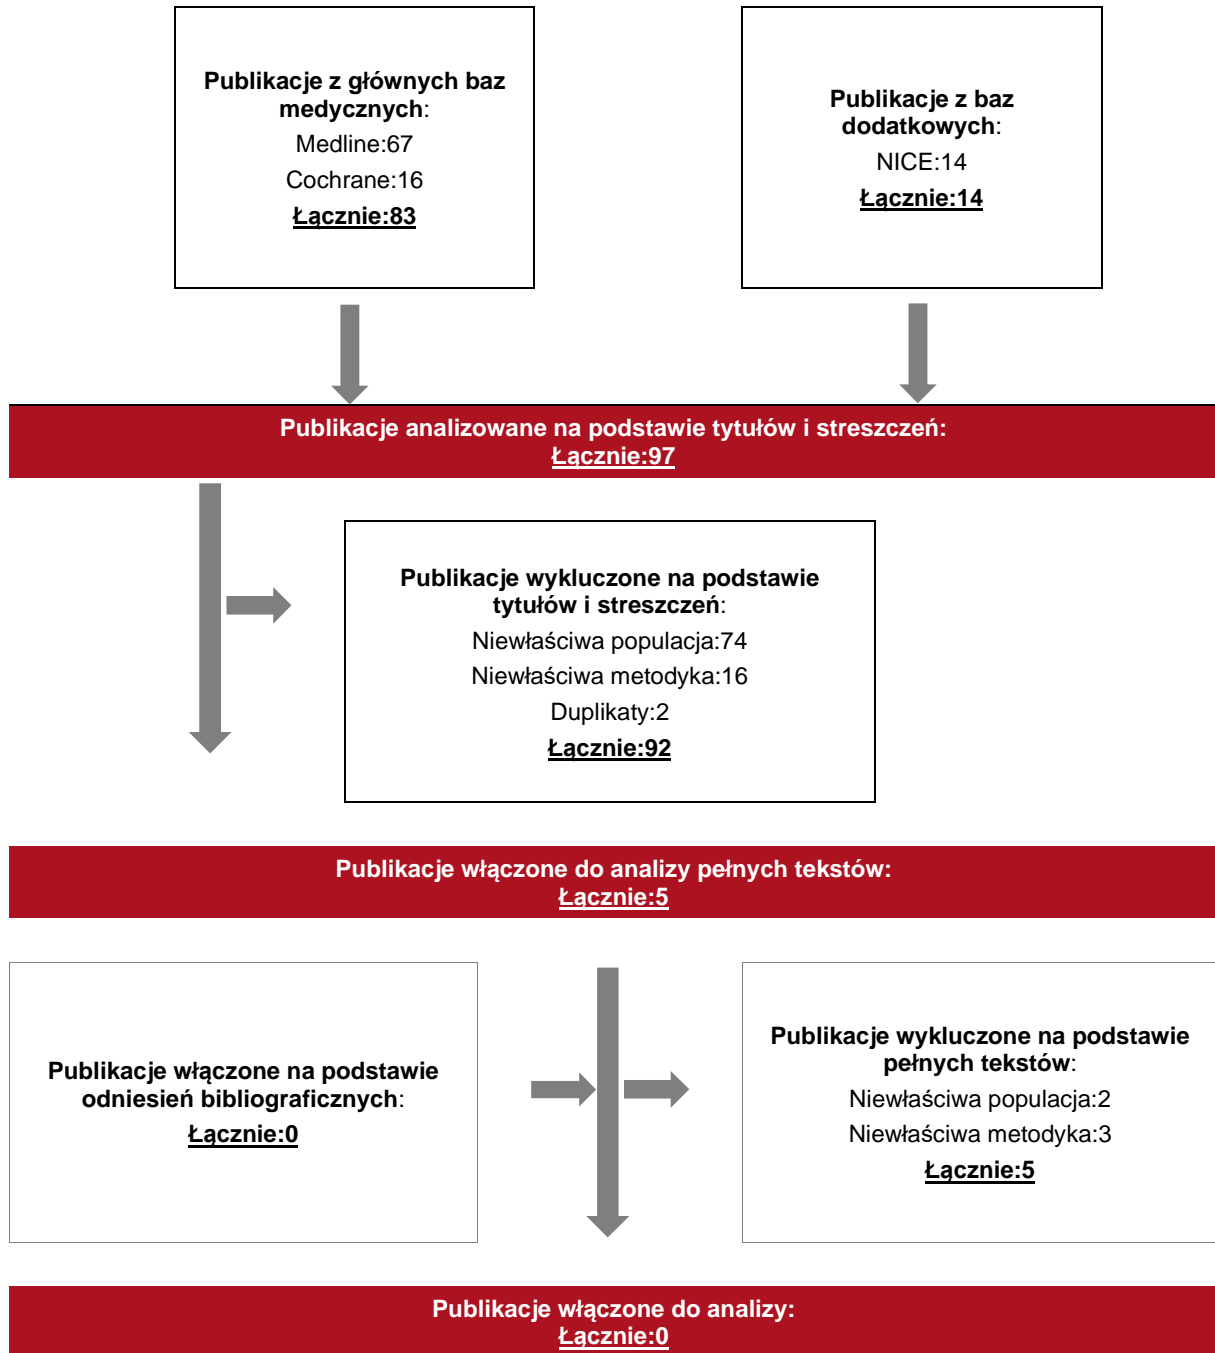 Publikacje z głównych baz
medycznych:
Medline:67
Cochrane:16
Łącznie:83
Publikacje z baz
dodatkowych:
NICE:14
Łącznie:14
Publikacje analizowane na podstawie tytułów i streszczeń:
Łącznie:97
Publikacje wykluczone na podstawie
tytułów i streszczeń:
Niewłaściwa populacja:74
Niewłaściwa metodyka:16
Duplikaty:2
Łącznie:92
Publikacje włączone do analizy pełnych tekstów:
Łącznie:5
Publikacje włączone na podstawie
odniesień bibliograficznych:
Łącznie:0
Publikacje wykluczone na podstawie
pełnych tekstów:
Niewłaściwa populacja:2
Niewłaściwa metodyka:3
Łącznie:5
Publikacje włączone do analizy:
Łącznie:0